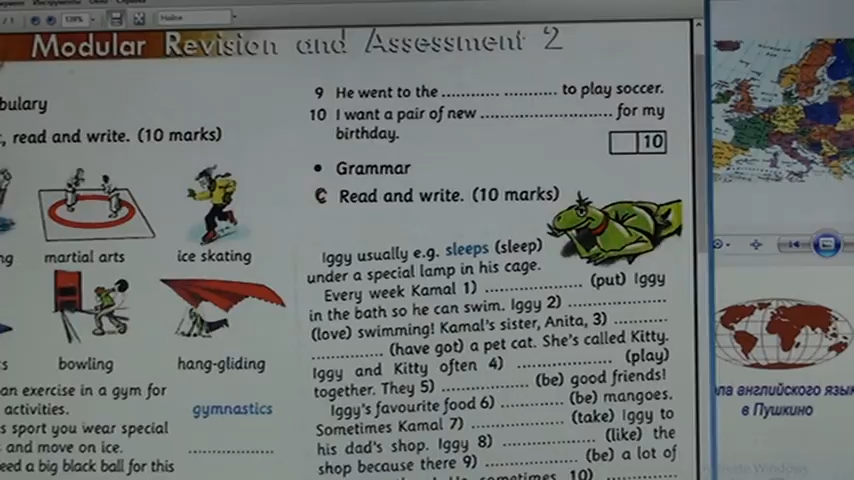 / 1
128%
Найти
Modular Revision and Assessment 2
bulary
, read and write. (10 marks)
martial arts
ice skating
bowling
hang-gliding
an exercise in a gym for
activities.
gymnastics
s sport you wear special
and move on ice.
eed a big black ball for this
9 He went to the ............ ........... to play soccer.
10 I want a pair of new ......................... for my
birthday.
10
• Grammar
C Read and write. (10 marks)
Iggy usually e.g. sleeps (sleep)
under a special lamp in his cage.
Every week Kamal 1) .................... (put) Iggy
in the bath so he can swim. Iggy 2) ....................
(love) swimming! Kamal's sister, Anita, 3) ...........
.............. (have got) a pet cat. She's called Kitty.
Iggy and Kitty often 4) .................... (play)
together. They 5) .................. (be) good friends!
Iggy's favourite food 6) ............. (be) mangoes.
Sometimes Kamal 7) .................... (take) Iggy to
his dad's shop. Iggy 8) .................... (like) the
shop because there 9) .................. (be) a lot of
sometimes 10)
ла английского язык
в Пушкино